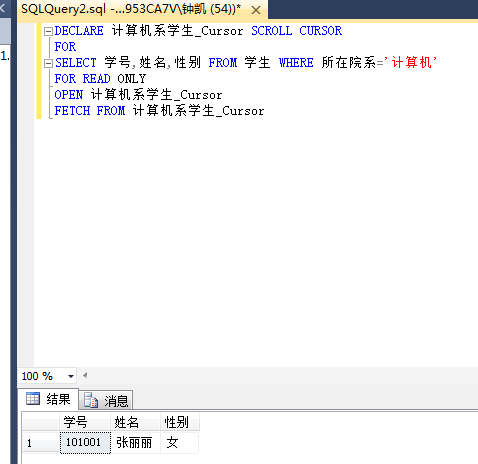 SQLQuery2.sql -...953CA7V\钟凯 (54))*
1.
DECLARE 计算机系学生_Cursor SCROLL CURSOR
FOR
SELECT 学号,姓名,性别 FROM 学生 WHERE 所在院系='计算机'
FOR READ ONLY
OPEN 计算机系学生_Cursor
FETCH FROM 计算机系学生_Cursor
100 %
结果 消息
学号 姓名 性别
1 101001 张丽丽 女